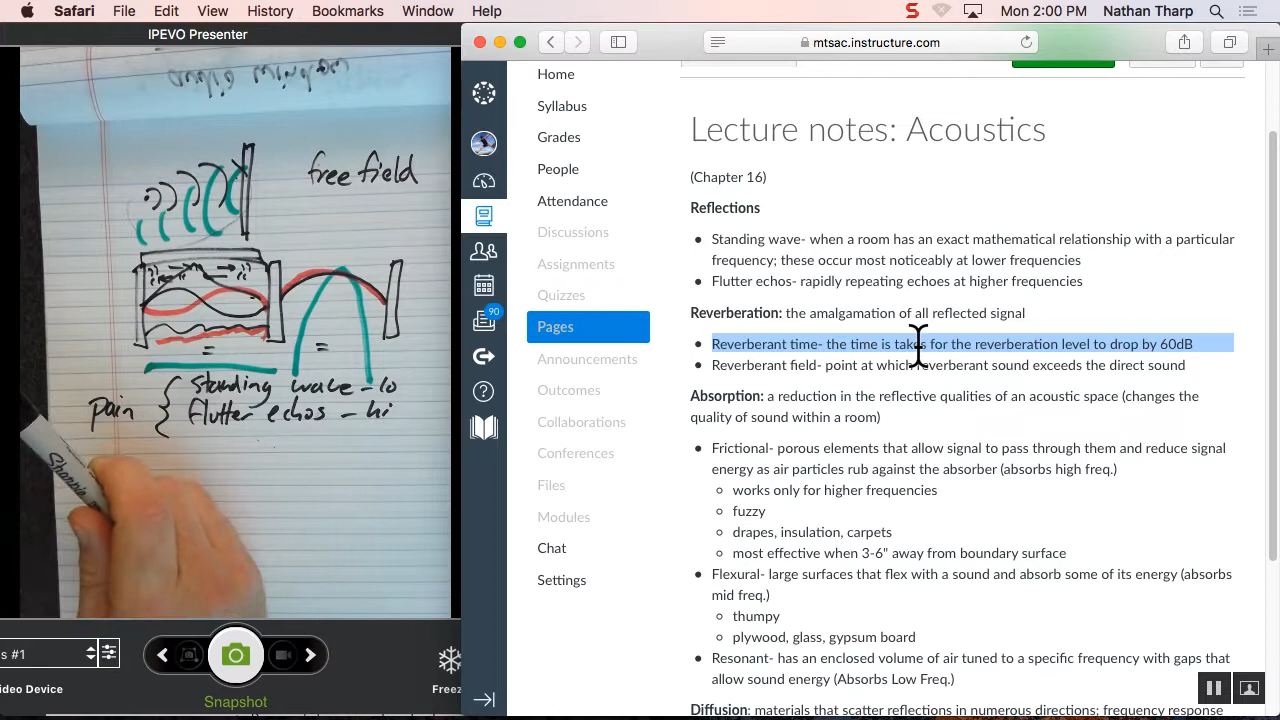 Safari File Edit View History Bookmarks Window Help Mon 2:00 PM Nathan Tharp
IPEVO Presenter
free field
=
=
standing wave - lo
pain
flutter echos - hi
Sharpie
s #1
ideo Device
Snapshot
Freez
mtsac.instructure.com
90
Home
Syllabus
Grades
People
Attendance
Discussions
Assignments
Quizzes
Pages
Announcements
Outcomes
Collaborations
Conferences
Files
Modules
Chat
Settings
Lecture notes: Acoustics
(Chapter 16)
Reflections
Standing wave- when a room has an exact mathematical relationship with a particular
frequency; these occur most noticeably at lower frequencies
Flutter echos- rapidly repeating echoes at higher frequencies
Reverberation: the amalgamation of all reflected signal
Reverberant time- the time is takes for the reverberation level to drop by 60dB
Reverberant field- point at which reverberant sound exceeds the direct sound
Absorption: a reduction in the reflective qualities of an acoustic space (changes the
quality of sound within a room)
Frictional- porous elements that allow signal to pass through them and reduce signal
energy as air particles rub against the absorber (absorbs high freq.)
works only for higher frequencies
fuzzy
drapes, insulation, carpets
most effective when 3-6" away from boundary surface
Flexural- large surfaces that flex with a sound and absorb some of its energy (absorbs
mid freq.)
thumpy
plywood, glass, gypsum board
Resonant- has an enclosed volume of air tuned to a specific frequency with gaps that
allow sound energy (Absorbs Low Freq.)
Diffusion: materials that scatter reflections in numerous directions; frequency response